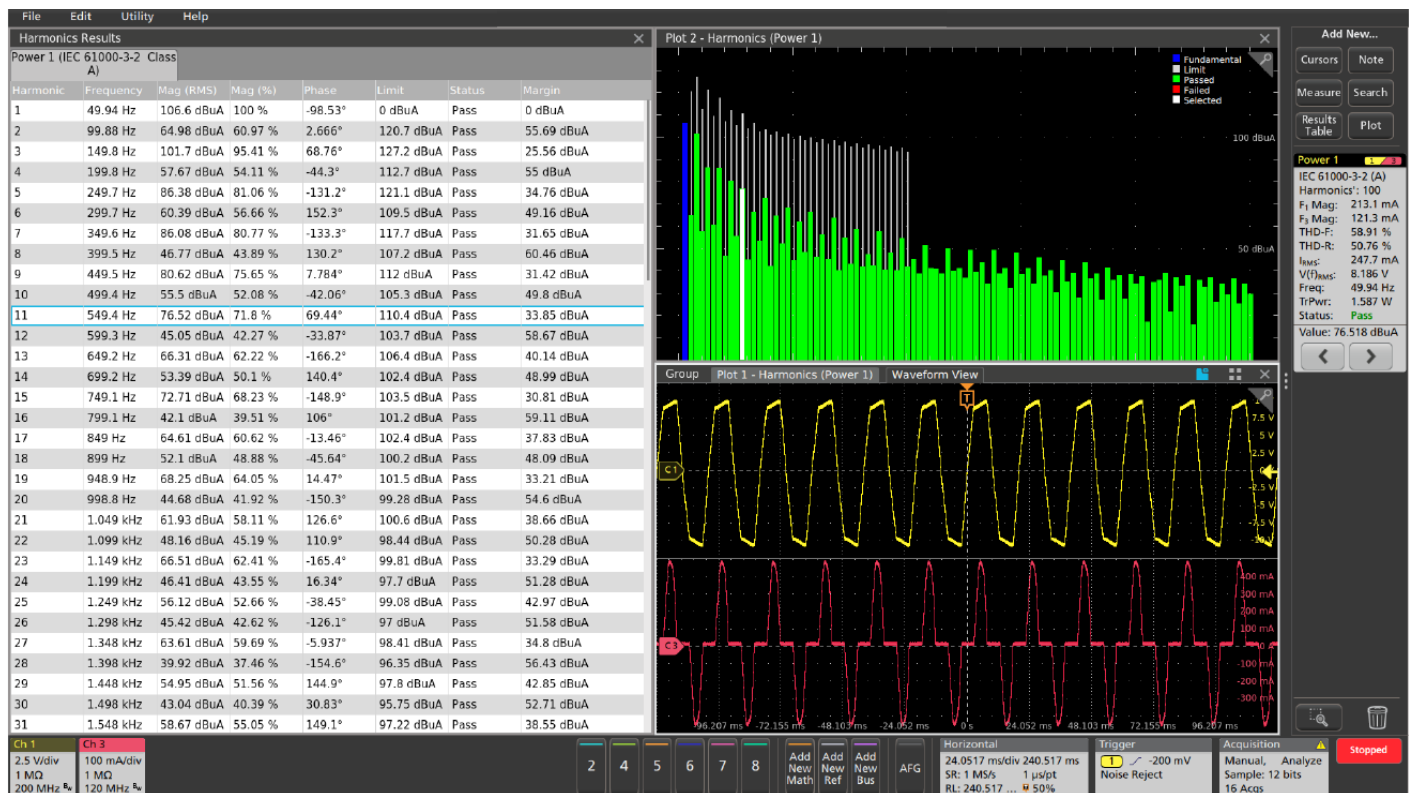 File Edit Utility Help
Harmonics Results
Power 1 (IEC 61000-3-2 Class
A)
Harmonic Frequency Mag (RMS) Mag (%) Phase Limit Status Margin
1 49.94 Hz 106.6 dBuA 100 % -98.53° 0 dBuA Pass 0 dBuA
2 99.88 Hz 64.98 dBuA 60.97 % 2.666° 120.7 dBuA Pass 55.69 dBuA
3 149.8 Hz 101.7 dBuA 95.41 % 68.76° 127.2 dBuA Pass 25.56 dBuA
4 199.8 Hz 57.67 dBuA 54.11 % -44.3° 112.7 dBuA Pass 55 dBuA
5 249.7 Hz 86.38 dBuA 81.06 % -131.2° 121.1 dBuA Pass 34.76 dBuA
6 299.7 Hz 60.39 dBuA 56.66 % 152.3° 109.5 dBuA Pass 49.16 dBuA
7 349.6 Hz 86.08 dBuA 80.77 % -133.3° 117.7 dBuA Pass 31.65 dBuA
8 399.5 Hz 46.77 dBuA 43.89 % 130.2° 107.2 dBuA Pass 60.46 dBuA
9 449.5 Hz 80.62 dBuA 75.65 % 7.784° 112 dBuA Pass 31.42 dBuA
10 499.4 Hz 55.5 dBuA 52.08 % -42.06° 105.3 dBuA Pass 49.8 dBuA
11 549.4 Hz 76.52 dBuA 71.8 % 69.44° 110.4 dBuA Pass 33.85 dBuA
12 599.3 Hz 45.05 dBuA 42.27 % -33.87° 103.7 dBuA Pass 58.67 dBuA
13 649.2 Hz 66.31 dBuA 62.22 % -166.2° 106.4 dBuA Pass 40.14 dBuA
14 699.2 Hz 53.39 dBuA 50.1 % 140.4° 102.4 dBuA Pass 48.99 dBuA
15 749.1 Hz 72.71 dBuA 68.23 % -148.9° 103.5 dBuA Pass 30.81 dBuA
16 799.1 Hz 42.1 dBuA 39.51 % 106° 101.2 dBuA Pass 59.11 dBuA
17 849 Hz 64.61 dBuA 60.62 % -13.46° 102.4 dBuA Pass 37.83 dBuA
18 899 Hz 52.1 dBuA 48.88 % -45.64° 100.2 dBuA Pass 48.09 dBuA
19 948.9 Hz 68.25 dBuA 64.05 % 14.47° 101.5 dBuA Pass 33.21 dBuA
20 998.8 Hz 44.68 dBuA 41.92 % -150.3° 99.28 dBuA Pass 54.6 dBuA
21 1.049 kHz 61.93 dBuA 58.11 % 126.6° 100.6 dBuA Pass 38.66 dBuA
22 1.099 kHz 48.16 dBuA 45.19 % 110.9° 98.44 dBuA Pass 50.28 dBuA
23 1.149 kHz 66.51 dBuA 62.41 % -165.4° 99.81 dBuA Pass 33.29 dBuA
24 1.199 kHz 46.41 dBuA 43.55 % 16.34° 97.7 dBuA Pass 51.28 dBuA
25 1.249 kHz 56.12 dBuA 52.66 % -38.45° 99.08 dBuA Pass 42.97 dBuA
26 1.298 kHz 45.42 dBuA 42.62 % -126.1° 97 dBuA Pass 51.58 dBuA
27 1.348 kHz 63.61 dBuA 59.69 % -5.937° 98.41 dBuA Pass 34.8 dBuA
28 1.398 kHz 39.92 dBuA 37.46 % -154.6° 96.35 dBuA Pass 56.43 dBuA
29 1.448 kHz 54.95 dBuA 51.56 % 144.9° 97.8 dBuA Pass 42.85 dBuA
30 1.498 kHz 43.04 dBuA 40.39 % 30.83° 95.75 dBuA Pass 52.71 dBuA
31 1.548 kHz 58.67 dBuA 55.05 % 149.1° 97.22 dBuA Pass 38.55 dBuA
Plot 2 - Harmonics (Power 1)
Fundamental
Limit
Passed
Failed
Selected
100 dBuA
50 dBuA
Group Plot 1 - Harmonics (Power 1) Waveform View
T
7.5 V
5 V
2.5 V
-2.5 V
-5 V
-7.5 V
C1
400 mA
300 mA
200 mA
100 mA
0 A
-100 mA
-200 mA
-300 mA
C3
-96.207 ms -72.155 ms -48.103 ms -24.052 ms 0 s 24.052 ms 48.103 ms 72.155 ms 96.207 ms
Add New...
Cursors Note
Measure Search
Results
Table Plot
Power 1 1 3
IEC 61000-3-2 (A)
Harmonics': 100
F₁ Mag: 213.1 mA
F₃ Mag: 121.3 mA
THD-F: 58.91 %
THD-R: 50.76 %
IRMS: 247.7 mA
V(f)RMS: 8.186 V
Freq: 49.94 Hz
TrPwr: 1.587 W
Status: Pass
Value: 76.518 dBuA
Ch 1
2.5 V/div
1 MΩ
200 MHz Bw
Ch 3
100 mA/div
1 MΩ
120 MHz Bw
2 4 5 6 7 8
Add
New
Math
Add
New
Ref
Add
New
Bus
AFG
Horizontal
24.0517 ms/div 240.517 ms
SR: 1 MS/s 1 µs/pt
RL: 240.517 ... 50%
Trigger
1 -200 mV
Noise Reject
Acquisition
Manual, Analyze
Sample: 12 bits
16 Acqs
Stopped